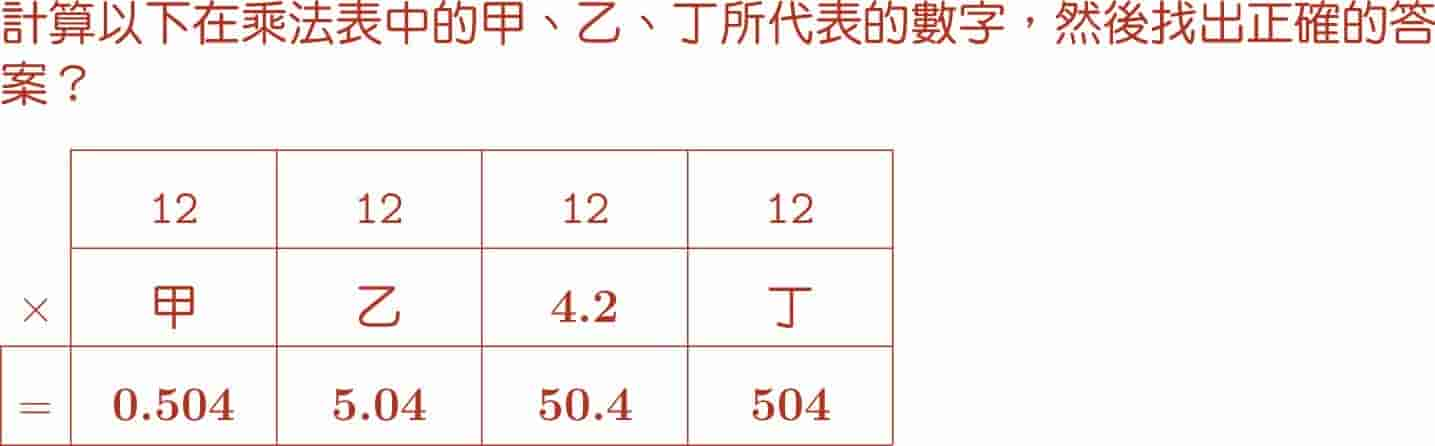 計算以下在乘法表中的甲、乙、丁所代表的數字，然後找出正確的答
案？
12 12 12 12
× 甲 乙 4.2 丁
= 0.504 5.04 50.4 504